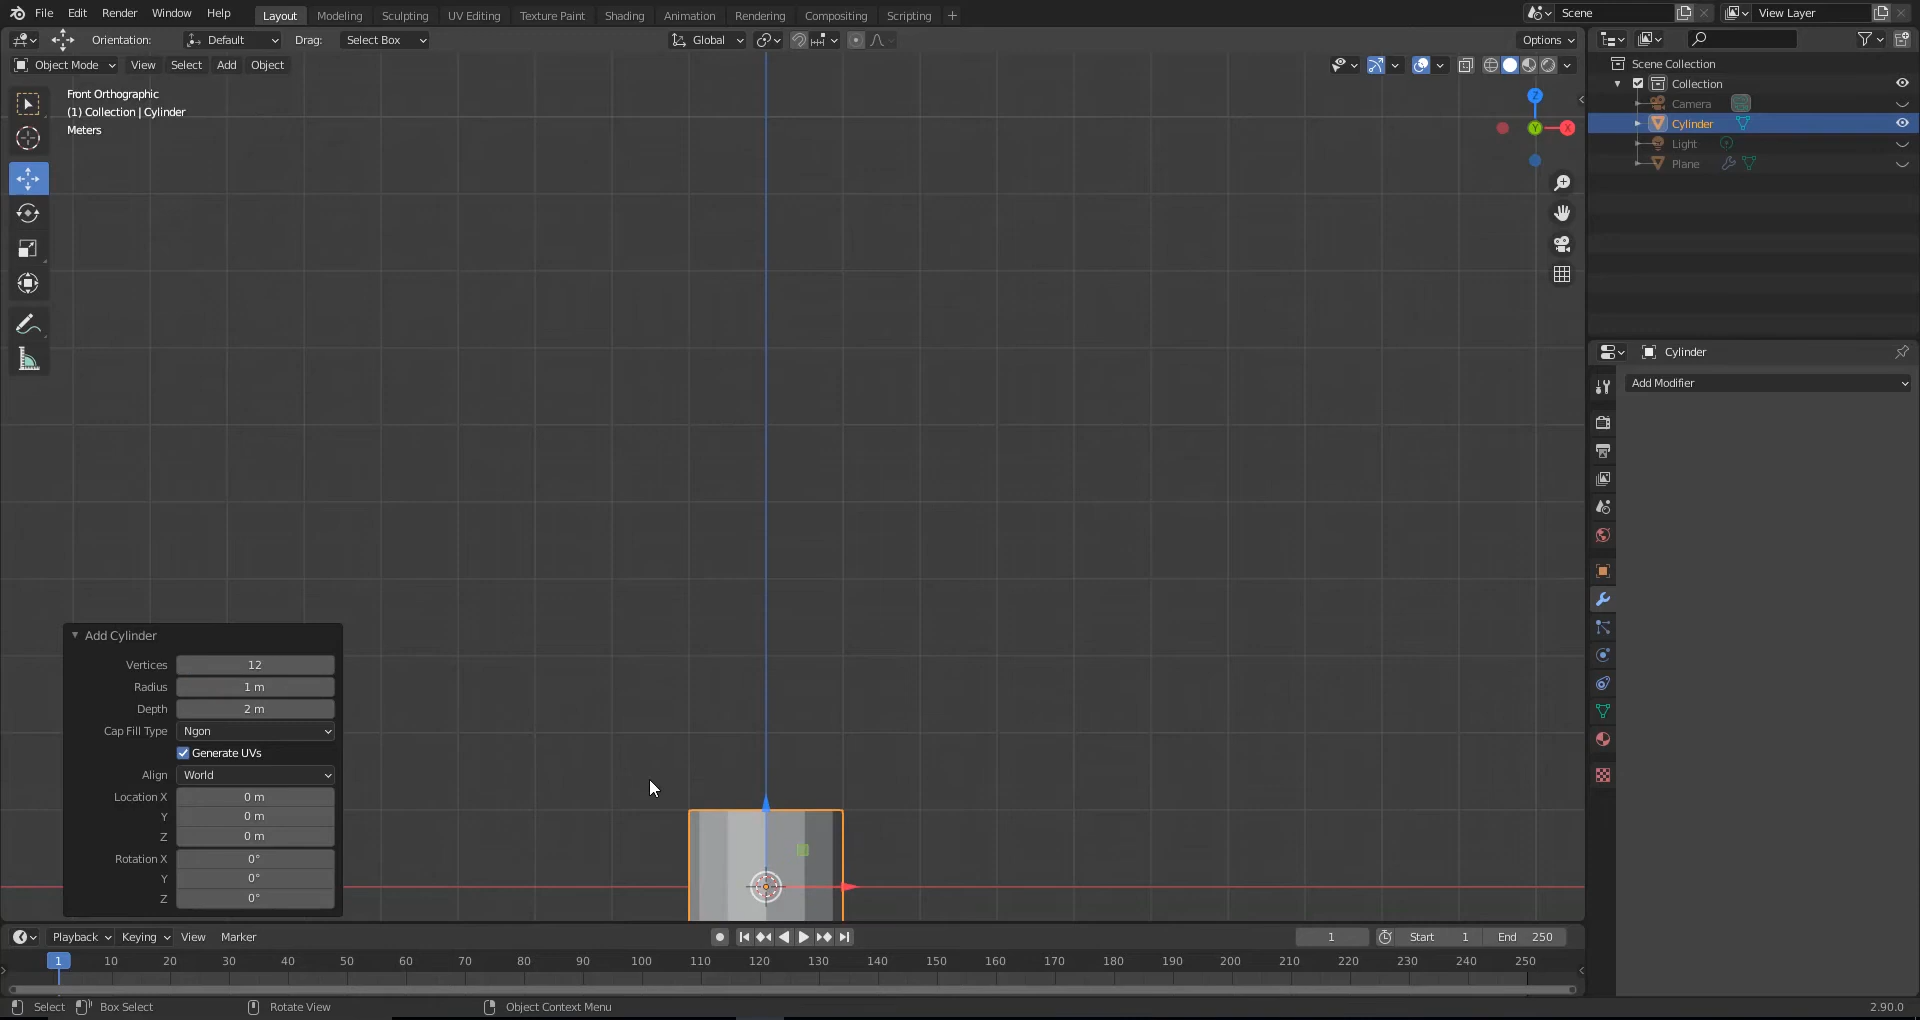 File Edit Render Window Help Layout Modeling Sculpting UV Editing Texture Paint Shading Animation Rendering Compositing Scripting + Scene View Layer
Orientation: Default Drag: Select Box Global Options
Object Mode View Select Add Object
Front Orthographic
(1) Collection | Cylinder
Meters
Z
Y X
Scene Collection
Collection
Camera
Cylinder
Light
Plane
Cylinder
Add Modifier
Add Cylinder
Vertices 12
Radius 1 m
Depth 2 m
Cap Fill Type Ngon
Generate UVs
Align World
Location X 0 m
Y 0 m
Z 0 m
Rotation X 0°
Y 0°
Z 0°
Playback Keying View Marker 1 Start 1 End 250
1 10 20 30 40 50 60 70 80 90 100 110 120 130 140 150 160 170 180 190 200 210 220 230 240 250
Select Box Select Rotate View Object Context Menu 2.90.0